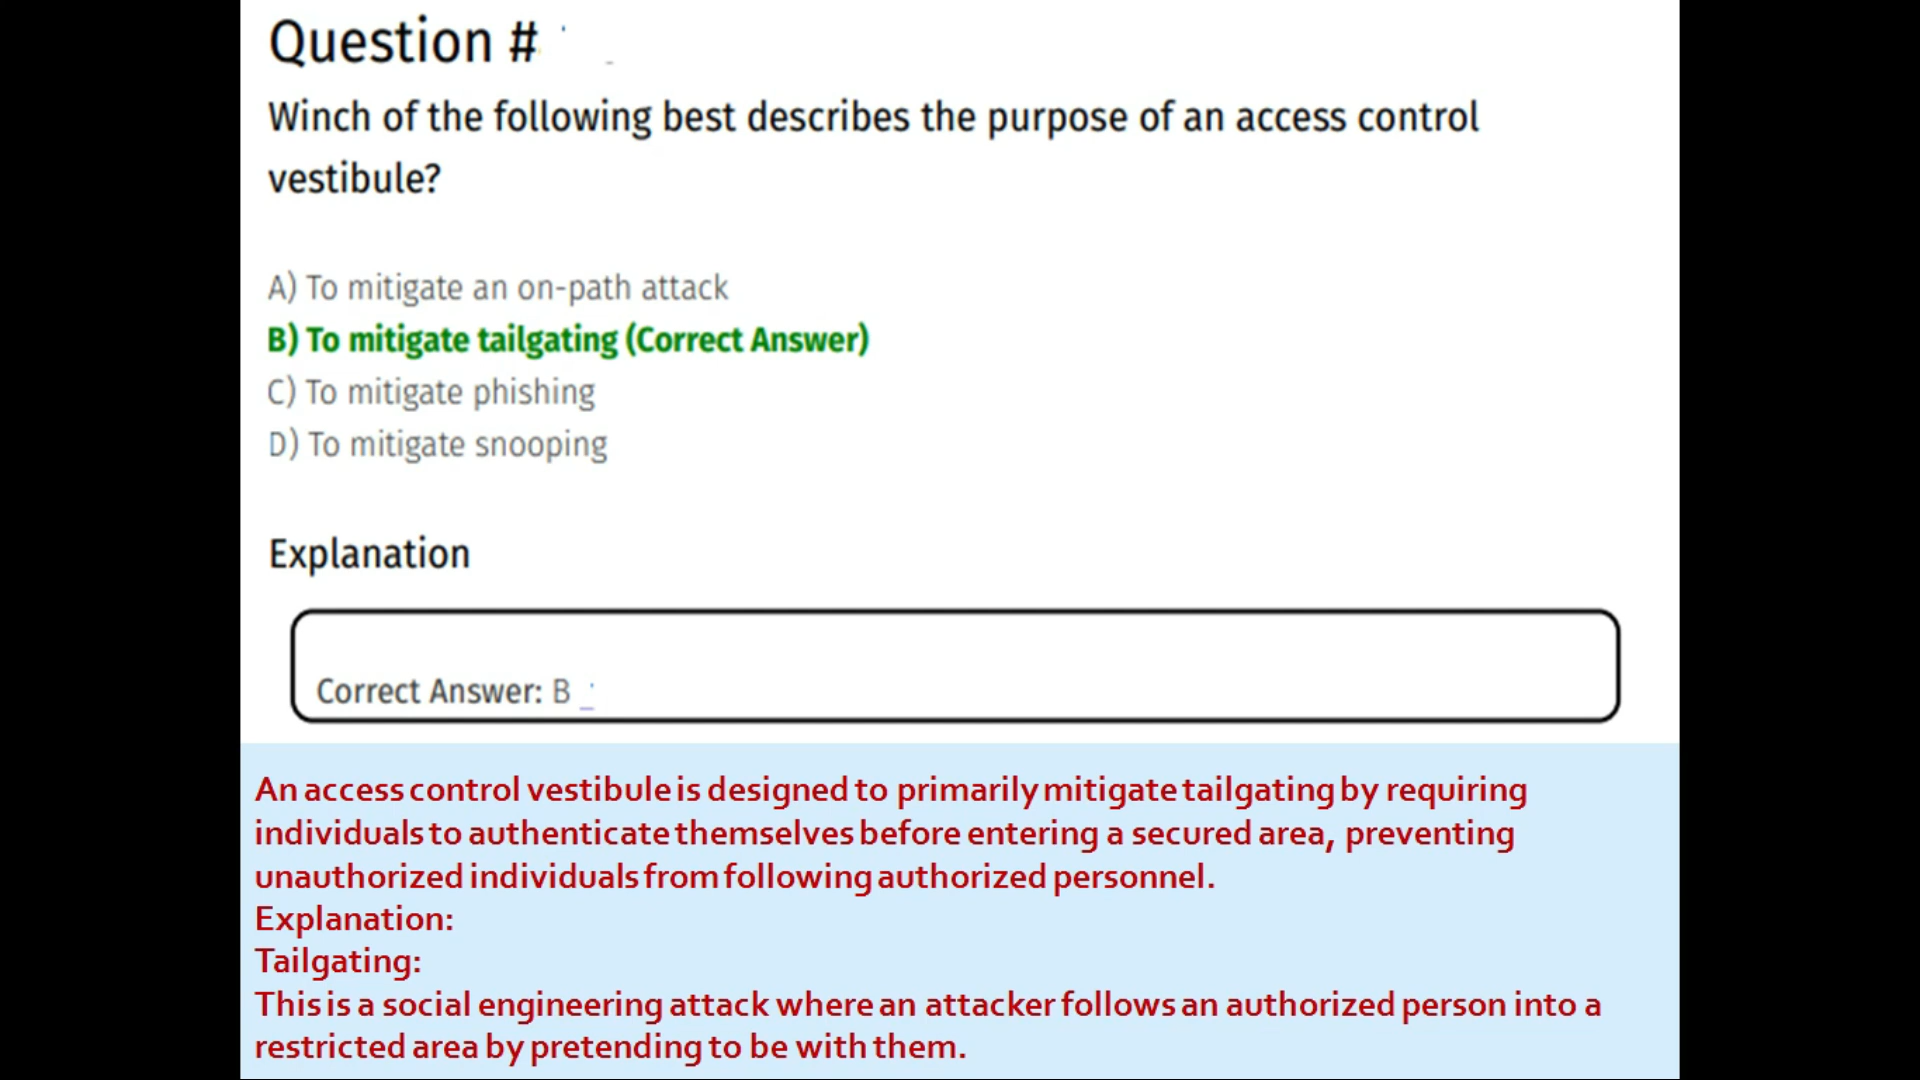 Question #
Winch of the following best describes the purpose of an access control
vestibule?
A) To mitigate an on-path attack
B) To mitigate tailgating (Correct Answer)
C) To mitigate phishing
D) To mitigate snooping
Explanation
Correct Answer: B
An access control vestibule is designed to primarily mitigate tailgating by requiring
individuals to authenticate themselves before entering a secured area, preventing
unauthorized individuals from following authorized personnel.
Explanation:
Tailgating:
This is a social engineering attack where an attacker follows an authorized person into a
restricted area by pretending to be with them.